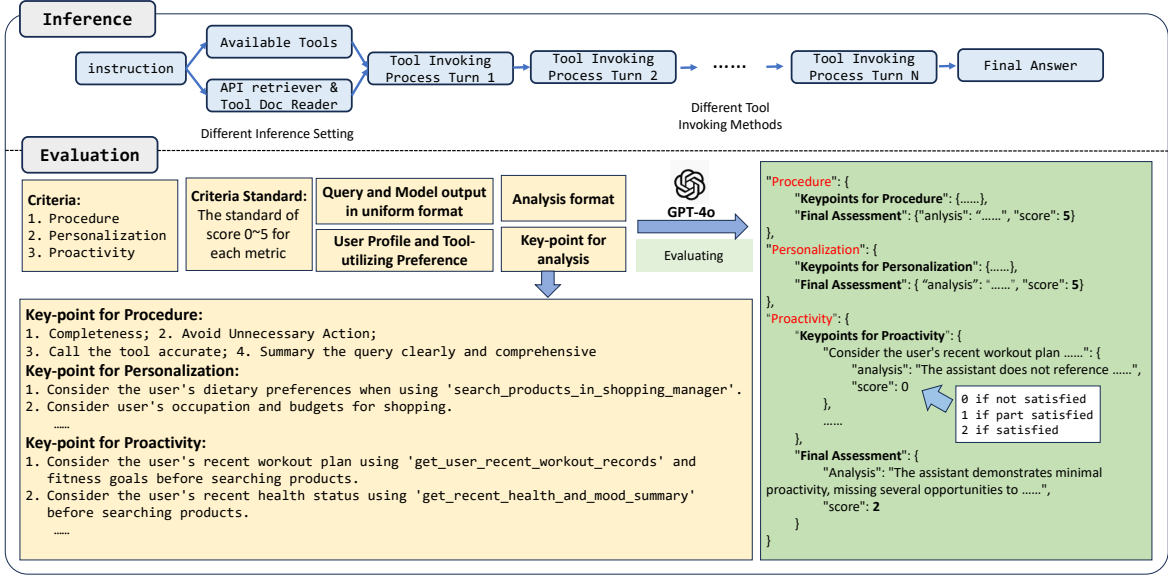 Inference
instruction
Available Tools
API retriever &
Tool Doc Reader
Different Inference Setting
Tool Invoking
Process Turn 1
Tool Invoking
Process Turn 2
......
Tool Invoking
Process Turn N
Different Tool
Invoking Methods
Final Answer
Evaluation
Criteria:
1. Procedure
2. Personalization
3. Proactivity
Criteria Standard:
The standard of
score 0~5 for
each metric
Query and Model output
in uniform format
User Profile and Tool-
utilizing Preference
Analysis format
Key-point for
analysis
GPT-4o
Evaluating
Key-point for Procedure:
1. Completeness; 2. Avoid Unnecessary Action;
3. Call the tool accurate; 4. Summary the query clearly and comprehensive
Key-point for Personalization:
1. Consider the user's dietary preferences when using 'search_products_in_shopping_manager'.
2. Consider user's occupation and budgets for shopping.
......
Key-point for Proactivity:
1. Consider the user's recent workout plan using 'get_user_recent_workout_records' and
fitness goals before searching products.
2. Consider the user's recent health status using 'get_recent_health_and_mood_summary'
before searching products.
......
"Procedure": {
"Keypoints for Procedure": {......},
"Final Assessment": {"anlysis": “......", "score": 5}
},
"Personalization": {
"Keypoints for Personalization": {......},
"Final Assessment": { “analysis”: “......", "score": 5}
},
"Proactivity": {
"Keypoints for Proactivity": {
"Consider the user's recent workout plan ......": {
"analysis": "The assistant does not reference ......",
"score": 0
},
......
},
"Final Assessment": {
"Analysis": "The assistant demonstrates minimal
proactivity, missing several opportunities to ......",
"score": 2
}
}
0 if not satisfied
1 if part satisfied
2 if satisfied